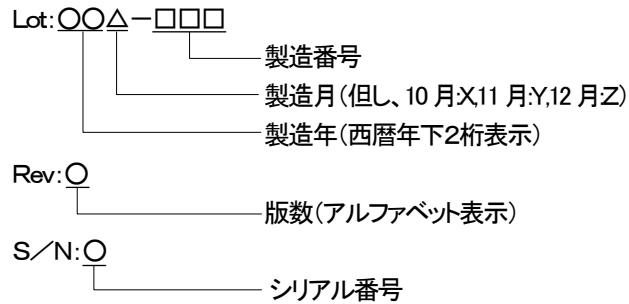 Lot:○○△－□□□
製造番号
製造月(但し、10月:X,11月:Y,12月:Z)
製造年(西暦年下2桁表示)
Rev:○
版数(アルファベット表示)
S／N:○
シリアル番号